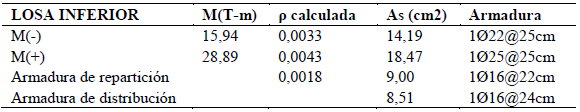 LOSA INFERIOR M(T-m) ρ calculada As (cm2) Armadura
M(-) 15,94 0,0033 14,19 1Ø22@25cm
M(+) 28,89 0,0043 18,47 1Ø25@25cm
Armadura de repartición 0,0018 9,00 1Ø16@22cm
Armadura de distribución 8,51 1Ø16@24cm